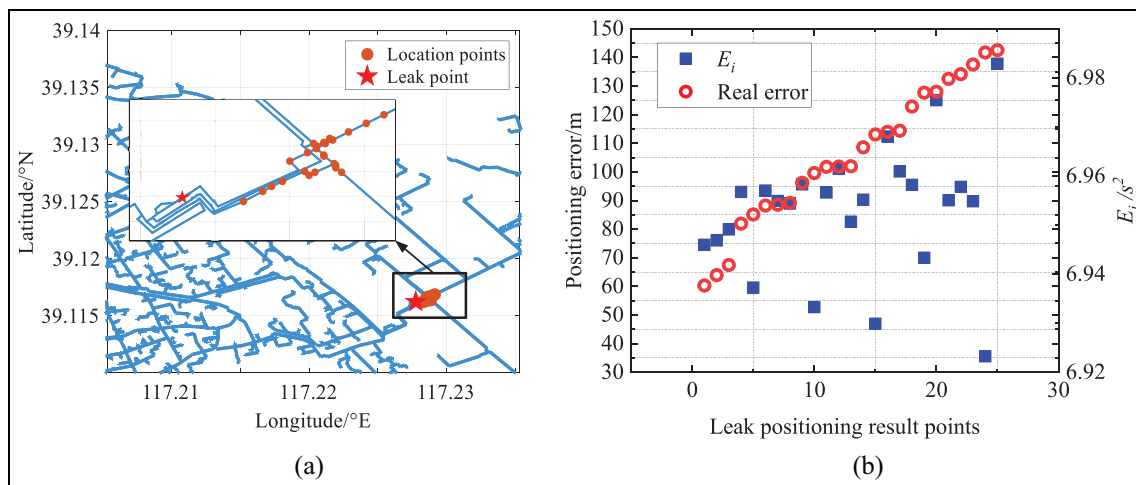 39.14
39.135
39.13
39.125
39.12
39.115
Latitude/°N
Location points
Leak point
117.21 117.22 117.23
Longitude/°E
(a)
150
140
130
120
110
100
90
80
70
60
50
40
30
Positioning error/m
E_i
Real error
6.98
6.96
6.94
6.92
E_i /s²
0 10 20 30
Leak positioning result points
(b)